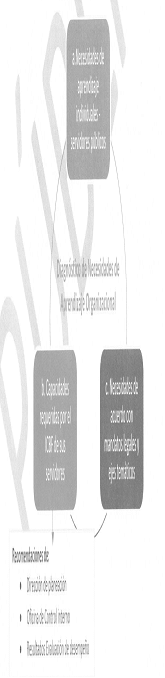 a. Necesidades de
aprendizaje
individuales -
servidores públicos
Diagnóstico de Necesidades de
Aprendizaje Organizacional
b. Capacidades
requeridas por el
ICBF de sus
servidores
c. Necesidades de
acuerdo con
mandatos legales y
ejes temáticos
Recomendaciones de:
• Dirección de planeación
• Oficina de Control Interno
• Resultados Evaluación de desempeño